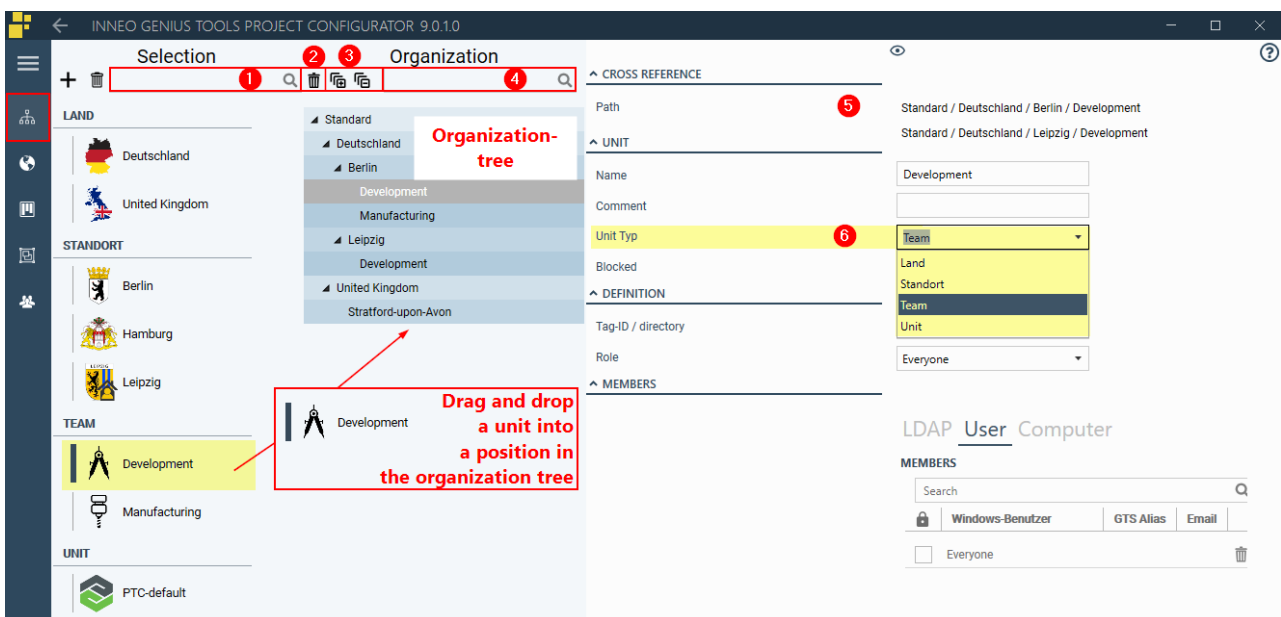 INNEO GENIUS TOOLS PROJECT CONFIGURATOR 9.0.1.0
Selection
1
2
3
Organization
4
LAND
Deutschland
United Kingdom
STANDORT
Berlin
Hamburg
Leipzig
TEAM
Development
Manufacturing
UNIT
PTC-default
Standard
Deutschland
Berlin
Development
Manufacturing
Leipzig
Development
United Kingdom
Stratford-upon-Avon
Organization-
tree
Development
Drag and drop
a unit into
a position in
the organization tree
CROSS REFERENCE
Path
5
Standard / Deutschland / Berlin / Development
Standard / Deutschland / Leipzig / Development
UNIT
Name
Development
Comment
Unit Typ
6
Team
Land
Standort
Team
Unit
Blocked
DEFINITION
Tag-ID / directory
Role
Everyone
MEMBERS
LDAP User Computer
MEMBERS
Search
Windows-Benutzer GTS Alias Email
Everyone